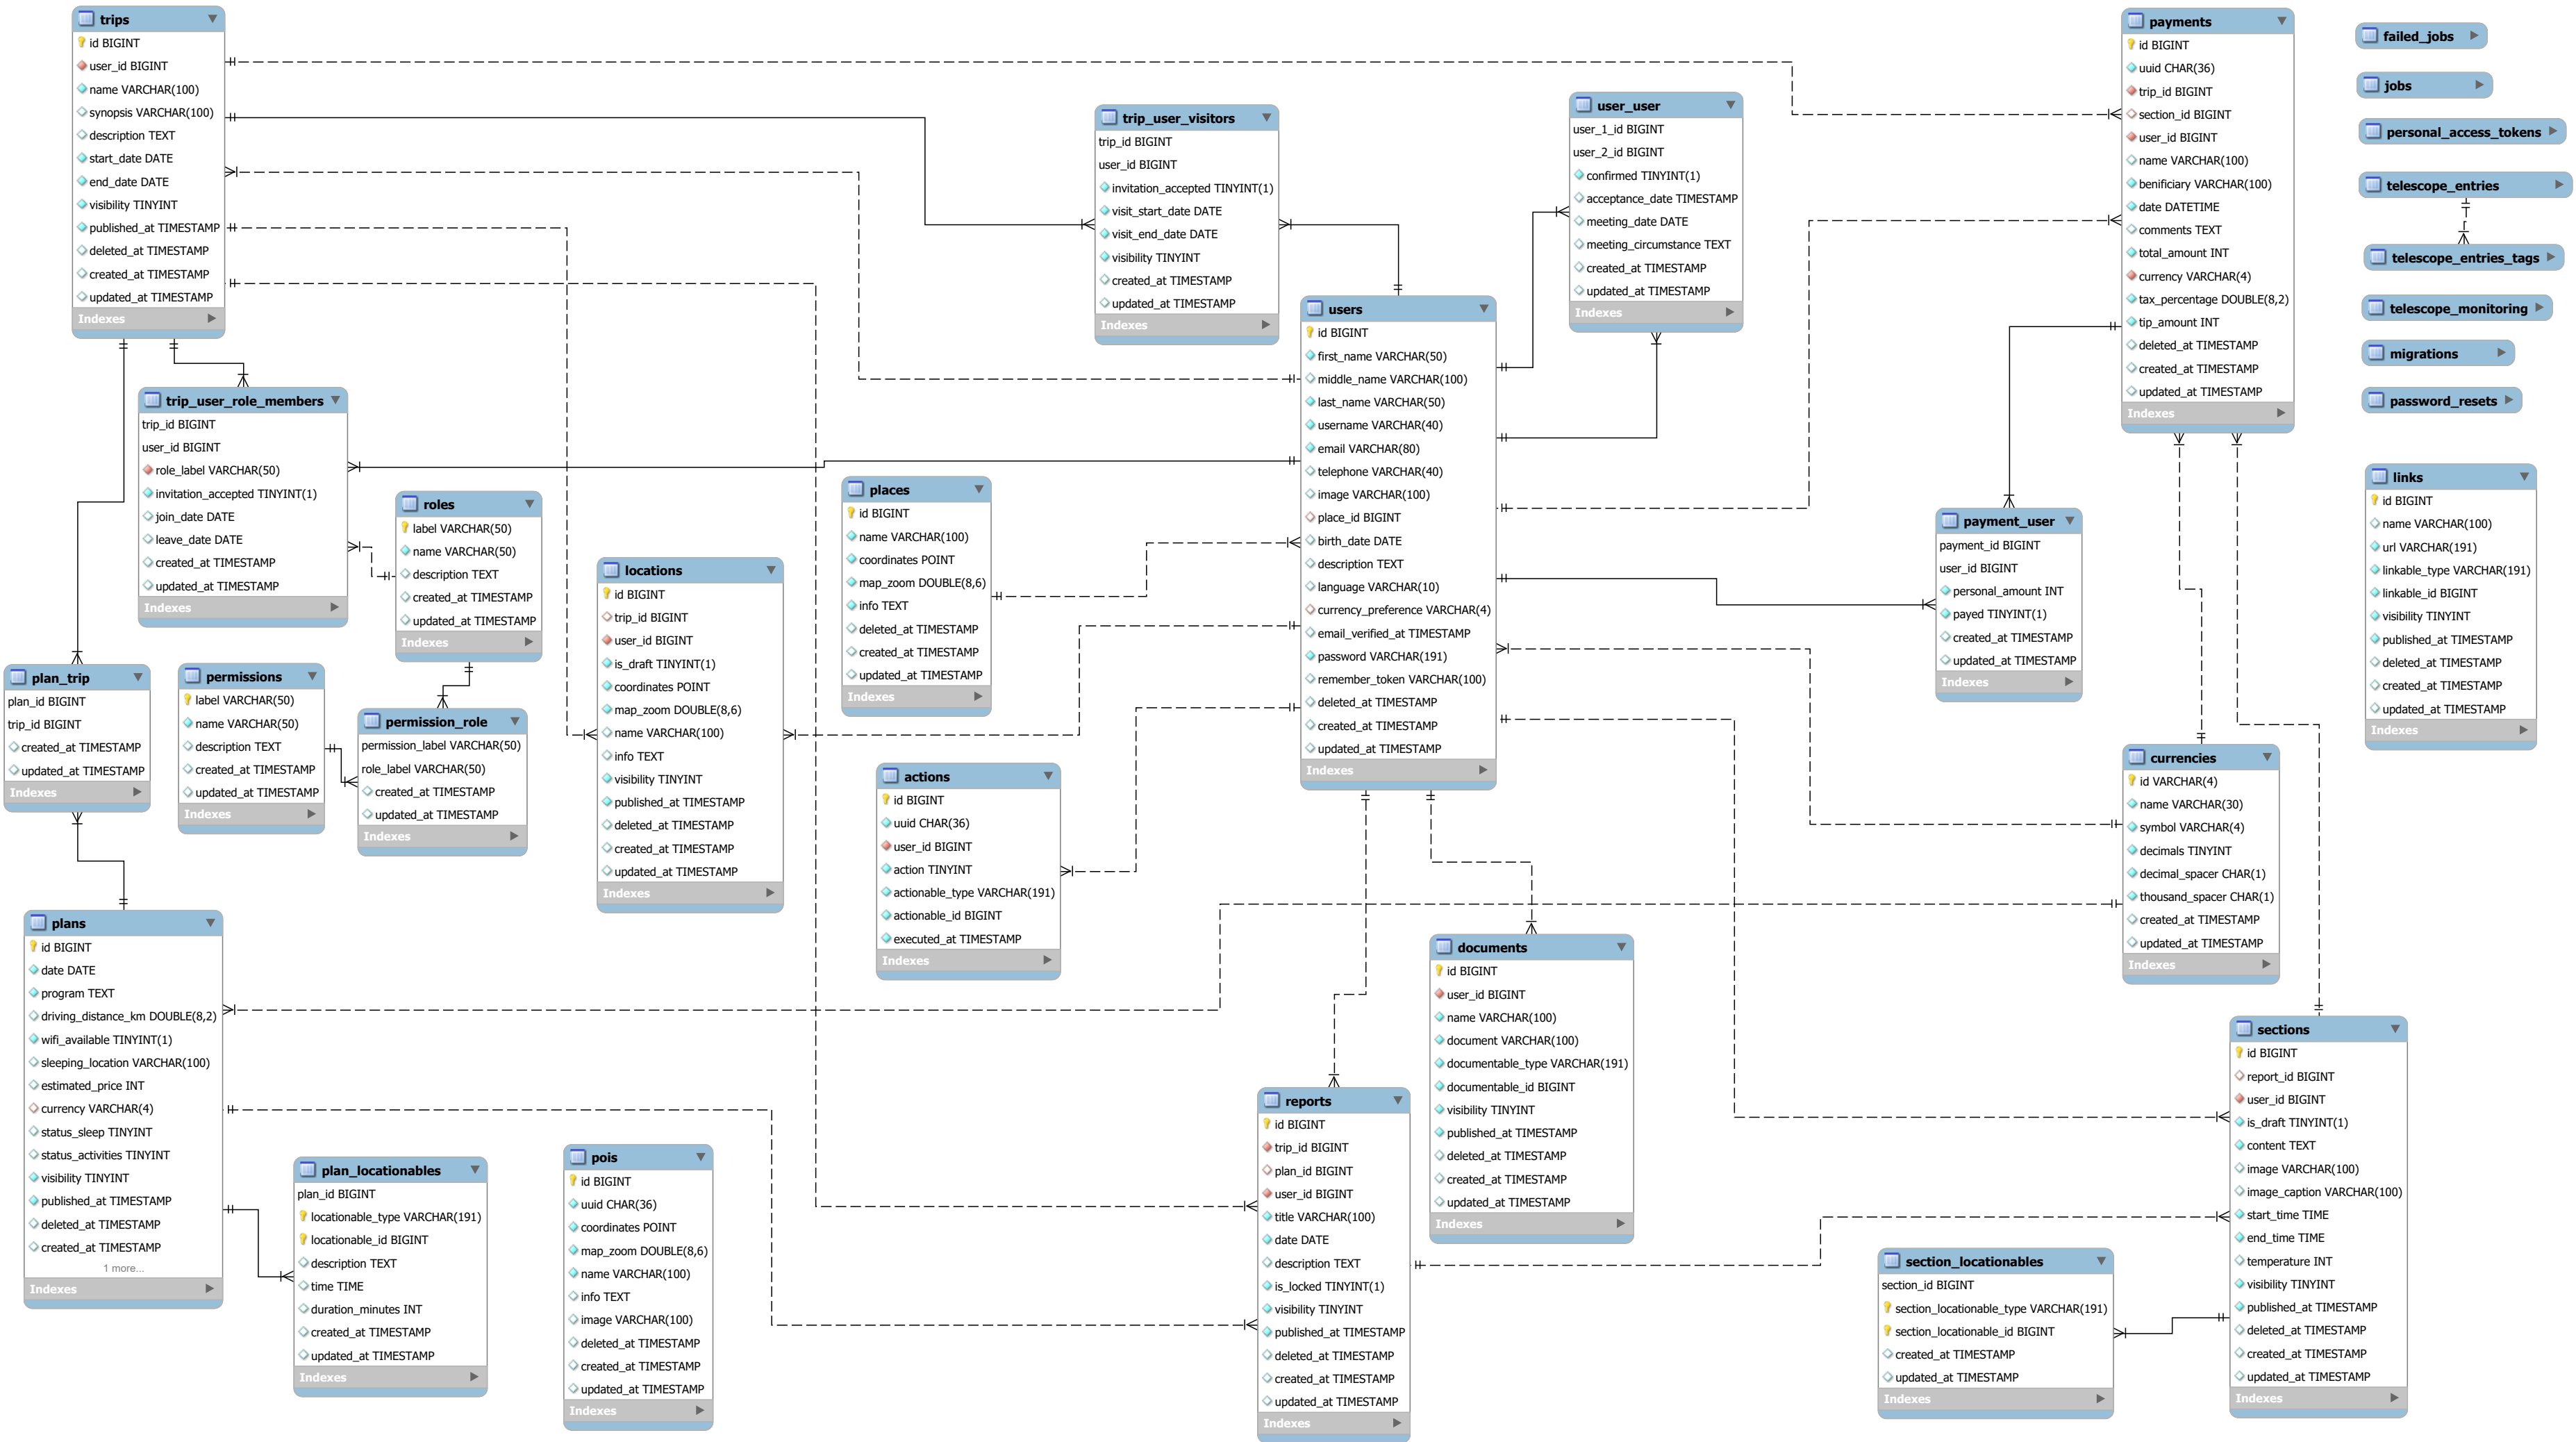 trips
id BIGINT
user_id BIGINT
name VARCHAR(100)
synopsis VARCHAR(100)
description TEXT
start_date DATE
end_date DATE
visibility TINYINT
published_at TIMESTAMP
deleted_at TIMESTAMP
created_at TIMESTAMP
updated_at TIMESTAMP
Indexes
trip_user_visitors
trip_id BIGINT
user_id BIGINT
invitation_accepted TINYINT(1)
visit_start_date DATE
visit_end_date DATE
visibility TINYINT
created_at TIMESTAMP
updated_at TIMESTAMP
Indexes
user_user
user_1_id BIGINT
user_2_id BIGINT
confirmed TINYINT(1)
acceptance_date TIMESTAMP
meeting_date DATE
meeting_circumstance TEXT
created_at TIMESTAMP
updated_at TIMESTAMP
Indexes
payments
id BIGINT
uuid CHAR(36)
trip_id BIGINT
section_id BIGINT
user_id BIGINT
name VARCHAR(100)
benificiary VARCHAR(100)
date DATETIME
comments TEXT
total_amount INT
currency VARCHAR(4)
tax_percentage DOUBLE(8,2)
tip_amount INT
deleted_at TIMESTAMP
created_at TIMESTAMP
updated_at TIMESTAMP
Indexes
failed_jobs
jobs
personal_access_tokens
telescope_entries
telescope_entries_tags
telescope_monitoring
migrations
password_resets
users
id BIGINT
first_name VARCHAR(50)
middle_name VARCHAR(100)
last_name VARCHAR(50)
username VARCHAR(40)
email VARCHAR(80)
telephone VARCHAR(40)
image VARCHAR(100)
place_id BIGINT
birth_date DATE
description TEXT
language VARCHAR(10)
currency_preference VARCHAR(4)
email_verified_at TIMESTAMP
password VARCHAR(191)
remember_token VARCHAR(100)
deleted_at TIMESTAMP
created_at TIMESTAMP
updated_at TIMESTAMP
Indexes
trip_user_role_members
trip_id BIGINT
user_id BIGINT
role_label VARCHAR(50)
invitation_accepted TINYINT(1)
join_date DATE
leave_date DATE
created_at TIMESTAMP
updated_at TIMESTAMP
Indexes
roles
label VARCHAR(50)
name VARCHAR(50)
description TEXT
created_at TIMESTAMP
updated_at TIMESTAMP
Indexes
places
id BIGINT
name VARCHAR(100)
coordinates POINT
map_zoom DOUBLE(8,6)
info TEXT
deleted_at TIMESTAMP
created_at TIMESTAMP
updated_at TIMESTAMP
Indexes
payment_user
payment_id BIGINT
user_id BIGINT
personal_amount INT
payed TINYINT(1)
created_at TIMESTAMP
updated_at TIMESTAMP
Indexes
links
id BIGINT
name VARCHAR(100)
url VARCHAR(191)
linkable_type VARCHAR(191)
linkable_id BIGINT
visibility TINYINT
published_at TIMESTAMP
deleted_at TIMESTAMP
created_at TIMESTAMP
updated_at TIMESTAMP
Indexes
locations
id BIGINT
trip_id BIGINT
user_id BIGINT
is_draft TINYINT(1)
coordinates POINT
map_zoom DOUBLE(8,6)
name VARCHAR(100)
info TEXT
visibility TINYINT
published_at TIMESTAMP
deleted_at TIMESTAMP
created_at TIMESTAMP
updated_at TIMESTAMP
Indexes
plan_trip
plan_id BIGINT
trip_id BIGINT
created_at TIMESTAMP
updated_at TIMESTAMP
Indexes
permissions
label VARCHAR(50)
name VARCHAR(50)
description TEXT
created_at TIMESTAMP
updated_at TIMESTAMP
Indexes
permission_role
permission_label VARCHAR(50)
role_label VARCHAR(50)
created_at TIMESTAMP
updated_at TIMESTAMP
Indexes
actions
id BIGINT
uuid CHAR(36)
user_id BIGINT
action TINYINT
actionable_type VARCHAR(191)
actionable_id BIGINT
executed_at TIMESTAMP
Indexes
currencies
id VARCHAR(4)
name VARCHAR(30)
symbol VARCHAR(4)
decimals TINYINT
decimal_spacer CHAR(1)
thousand_spacer CHAR(1)
created_at TIMESTAMP
updated_at TIMESTAMP
Indexes
plans
id BIGINT
date DATE
program TEXT
driving_distance_km DOUBLE(8,2)
wifi_available TINYINT(1)
sleeping_location VARCHAR(100)
estimated_price INT
currency VARCHAR(4)
status_sleep TINYINT
status_activities TINYINT
visibility TINYINT
published_at TIMESTAMP
deleted_at TIMESTAMP
created_at TIMESTAMP
1 more...
Indexes
documents
id BIGINT
user_id BIGINT
name VARCHAR(100)
document VARCHAR(100)
documentable_type VARCHAR(191)
documentable_id BIGINT
visibility TINYINT
published_at TIMESTAMP
deleted_at TIMESTAMP
created_at TIMESTAMP
updated_at TIMESTAMP
Indexes
sections
id BIGINT
report_id BIGINT
user_id BIGINT
is_draft TINYINT(1)
content TEXT
image VARCHAR(100)
image_caption VARCHAR(100)
start_time TIME
end_time TIME
temperature INT
visibility TINYINT
published_at TIMESTAMP
deleted_at TIMESTAMP
created_at TIMESTAMP
updated_at TIMESTAMP
Indexes
reports
id BIGINT
trip_id BIGINT
plan_id BIGINT
user_id BIGINT
title VARCHAR(100)
date DATE
description TEXT
is_locked TINYINT(1)
visibility TINYINT
published_at TIMESTAMP
deleted_at TIMESTAMP
created_at TIMESTAMP
updated_at TIMESTAMP
Indexes
plan_locationables
plan_id BIGINT
locationable_type VARCHAR(191)
locationable_id BIGINT
description TEXT
time TIME
duration_minutes INT
created_at TIMESTAMP
updated_at TIMESTAMP
Indexes
pois
id BIGINT
uuid CHAR(36)
coordinates POINT
map_zoom DOUBLE(8,6)
name VARCHAR(100)
info TEXT
image VARCHAR(100)
deleted_at TIMESTAMP
created_at TIMESTAMP
updated_at TIMESTAMP
Indexes
section_locationables
section_id BIGINT
section_locationable_type VARCHAR(191)
section_locationable_id BIGINT
created_at TIMESTAMP
updated_at TIMESTAMP
Indexes